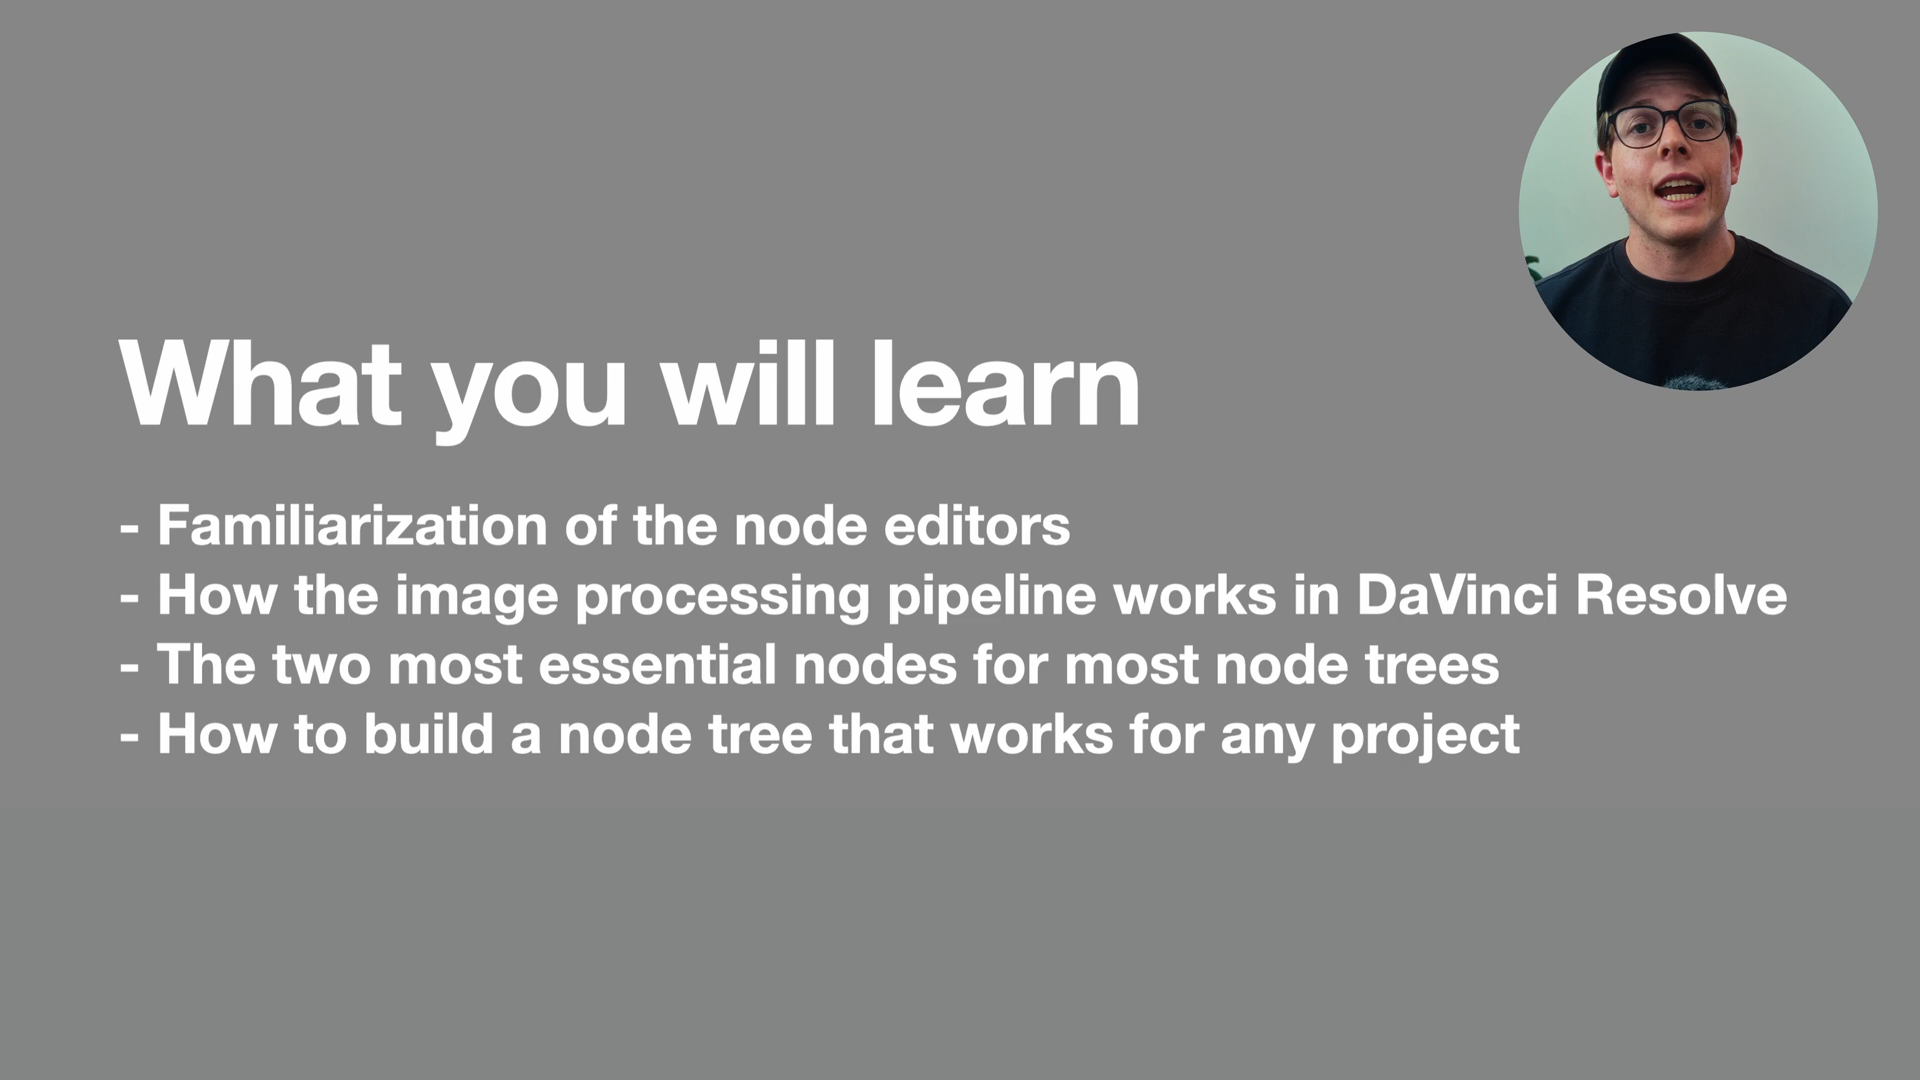 What you will learn
- Familiarization of the node editors
- How the image processing pipeline works in DaVinci Resolve
- The two most essential nodes for most node trees
- How to build a node tree that works for any project